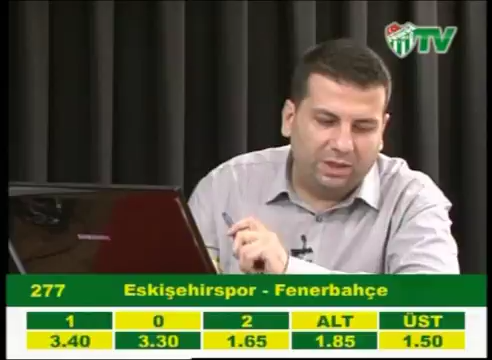 TV
SAMSUNG
277 Eskişehirspor - Fenerbahçe
1 0 2 ALT ÜST
3.40 3.30 1.65 1.85 1.50